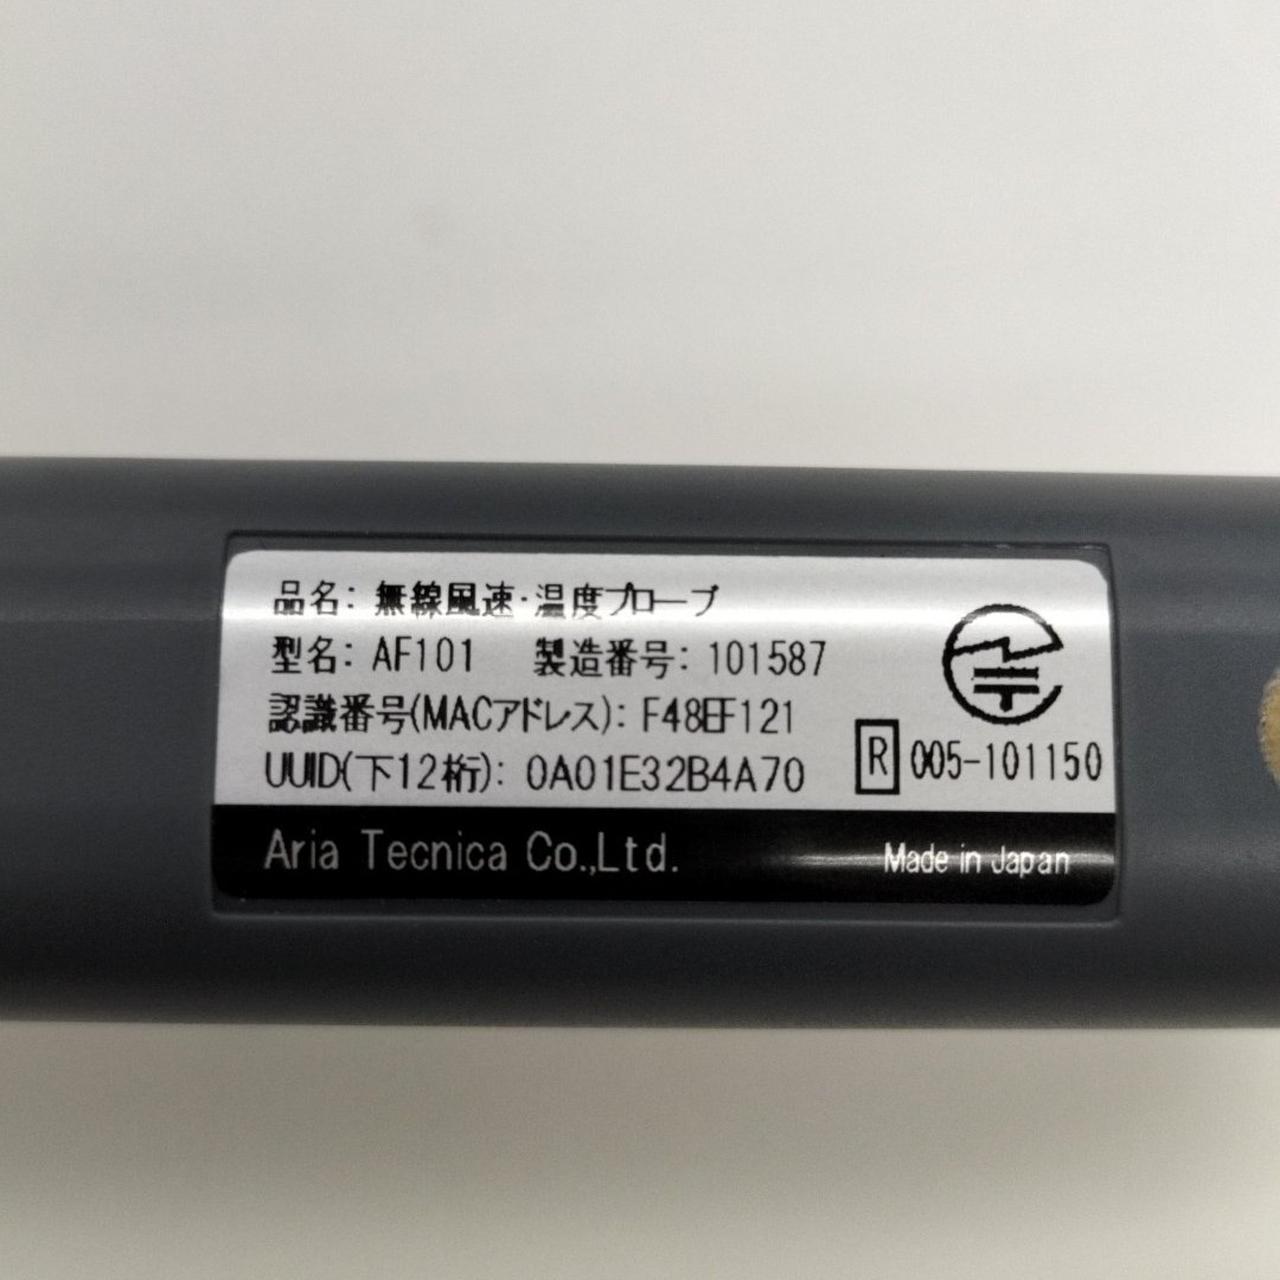 品名: 無線風速·温度プローブ
型名: AF101 製造番号: 101587
認識番号(MACアドレス): F48EF121
UUID(下12桁): 0A01E32B4A70
R 005-101150
Aria Tecnica Co.,Ltd.
Made in Japan